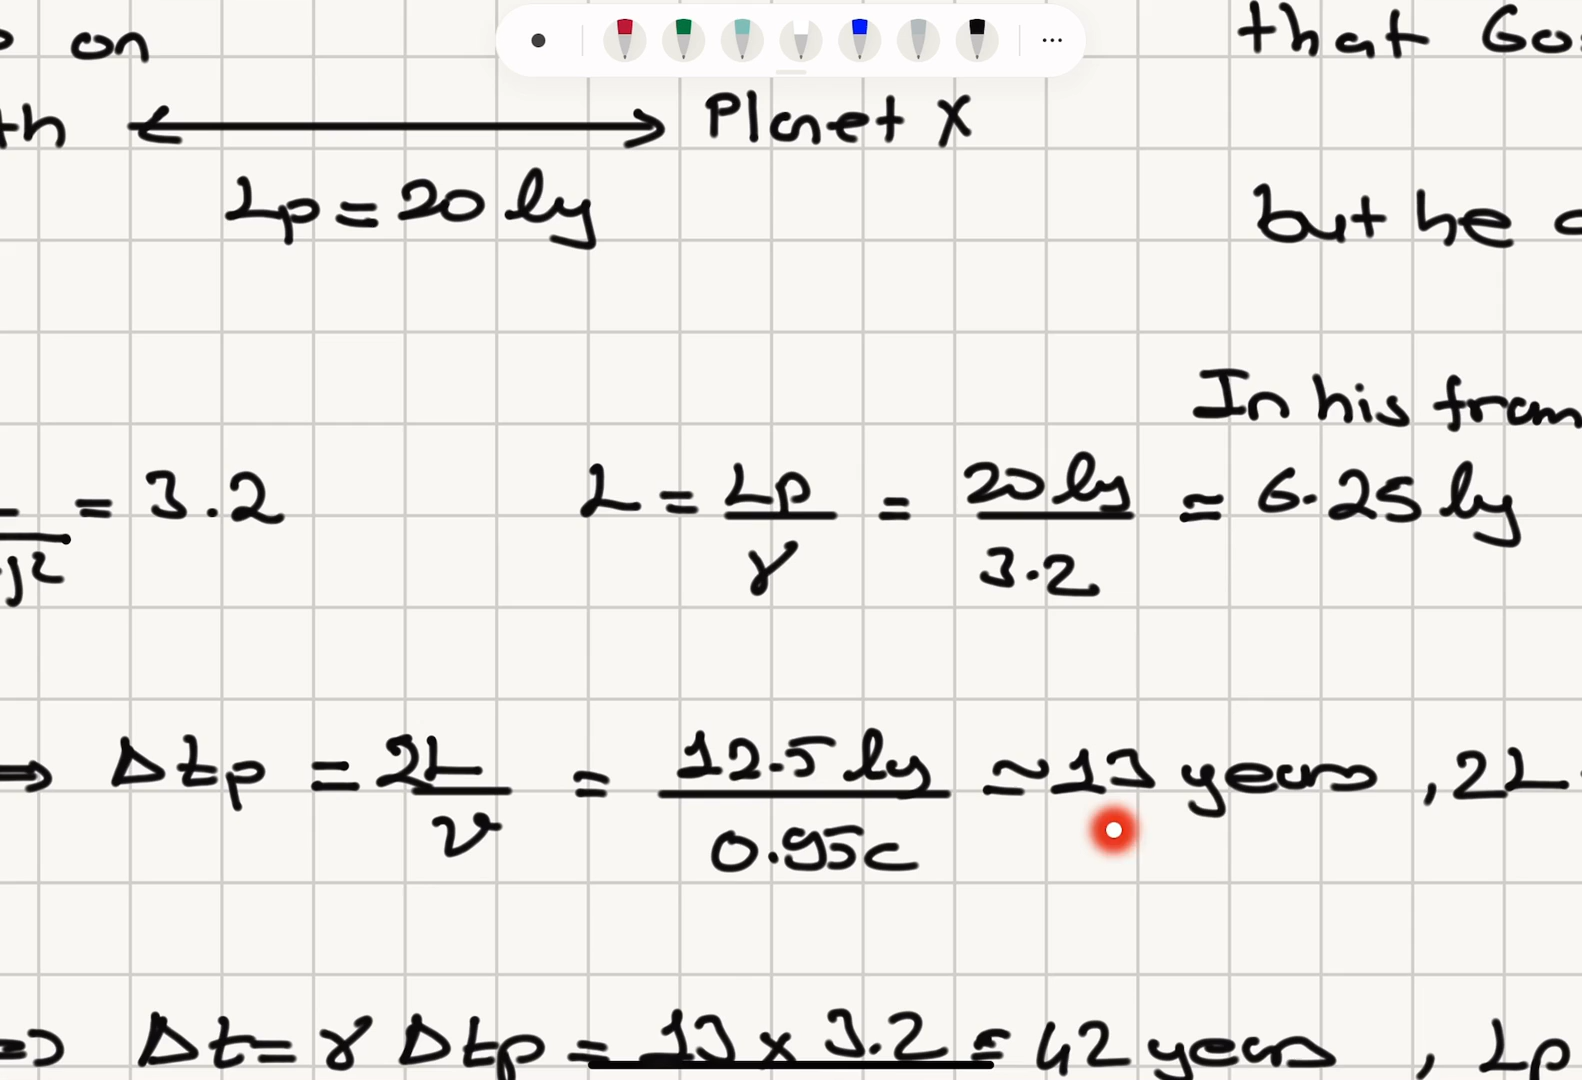 on that
Planet X
Lp = 20 ly but he
In his
= 3.2 L = Lp/γ = 20 ly/3.2 ≈ 6.25 ly
⇒ Δtp = 2L/v = 12.5 ly/0.95c ≈ 13 years , 2L
⇒ Δt = γ Δtp = 13 x 3.2 = 42 years , Lp